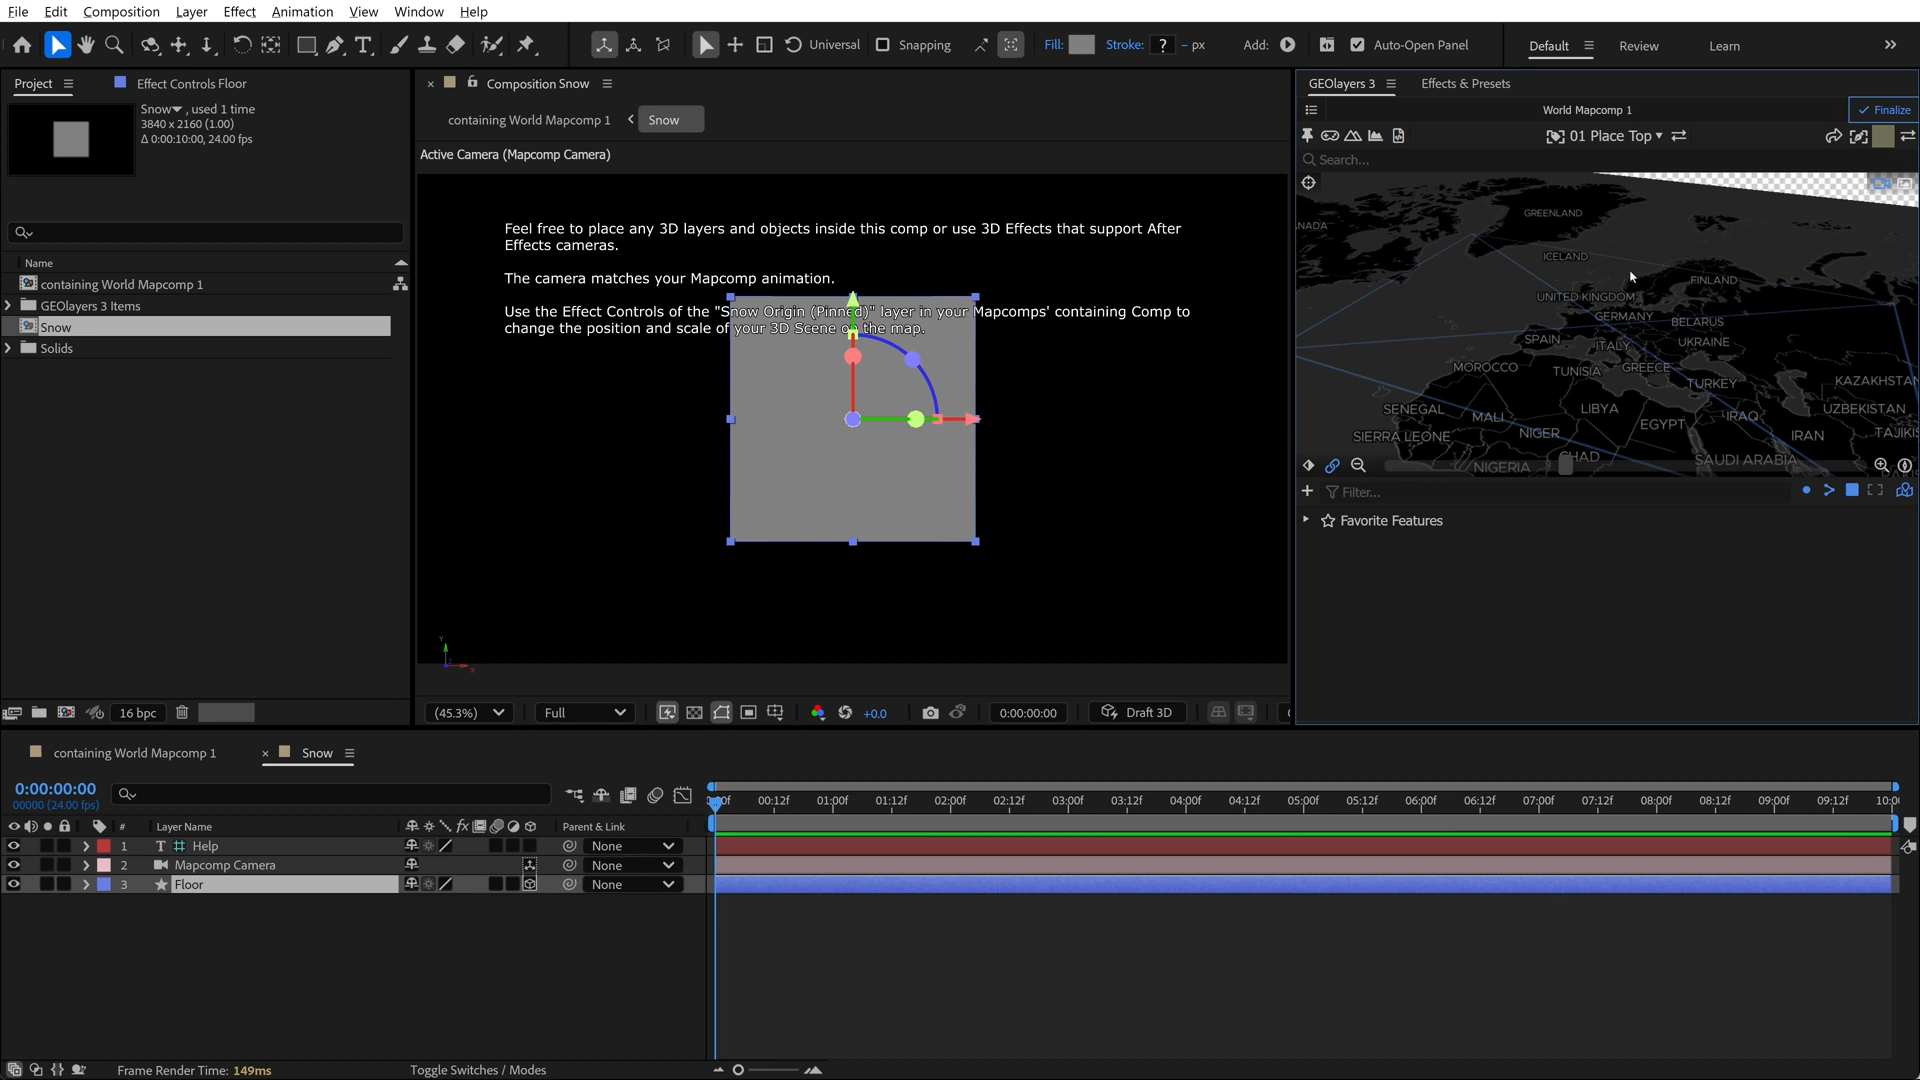 File Edit Composition Layer Effect Animation View Window Help
Universal Snapping Fill: Stroke: ? – px Add: Auto-Open Panel Default Review Learn
Project Effect Controls Floor
Snow , used 1 time
3840 x 2160 (1.00)
Δ 0:00:10:00, 24.00 fps
Name
containing World Mapcomp 1
GEOlayers 3 Items
Snow
Solids
16 bpc
Composition Snow
containing World Mapcomp 1 Snow
Active Camera (Mapcomp Camera)
Feel free to place any 3D layers and objects inside this comp or use 3D Effects that support After
Effects cameras.
The camera matches your Mapcomp animation.
Use the Effect Controls of the "Snow Origin (Pinned)" layer in your Mapcomps' containing Comp to
change the position and scale of your 3D Scene on the map.
(45.3%) Full +0.0 0:00:00:00 Draft 3D
GEOlayers 3 Effects & Presets
World Mapcomp 1 Finalize
01 Place Top
Search...
GREENLAND
NADA
ICELAND
FINLAND
UNITED KINGDOM
GERMANY BELARUS
SPAIN ITALY UKRAINE
MOROCCO TUNISIA GREECE
TURKEY KAZAKHSTAN
SENEGAL MALI LIBYA IRAQ UZBEKISTAN
SIERRA LEONE NIGER EGYPT IRAN TAJIKI
NIGERIA CHAD SAUDI ARABIA
Filter...
Favorite Features
containing World Mapcomp 1 Snow
0:00:00:00
00000 (24.00 fps)
00f 00:12f 01:00f 01:12f 02:00f 02:12f 03:00f 03:12f 04:00f 04:12f 05:00f 05:12f 06:00f 06:12f 07:00f 07:12f 08:00f 08:12f 09:00f 09:12f 10:0
# Layer Name fx Parent & Link
1 T Help None
2 Mapcomp Camera None
3 Floor None
Frame Render Time: 149ms Toggle Switches / Modes